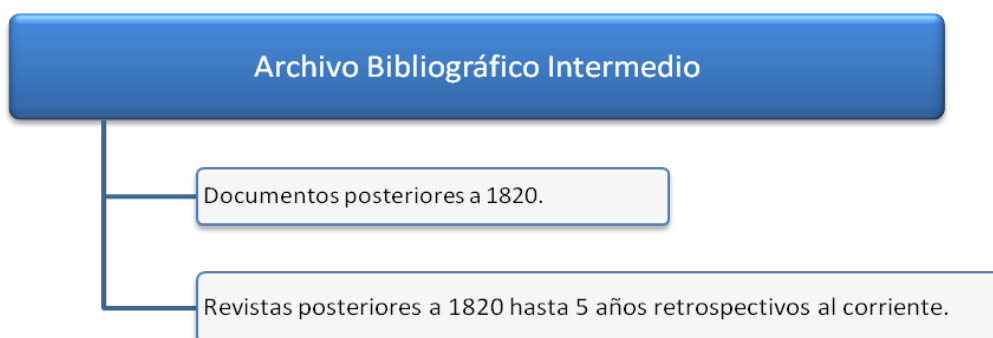 Archivo Bibliográfico Intermedio
Documentos posteriores a 1820.
Revistas posteriores a 1820 hasta 5 años retrospectivos al corriente.